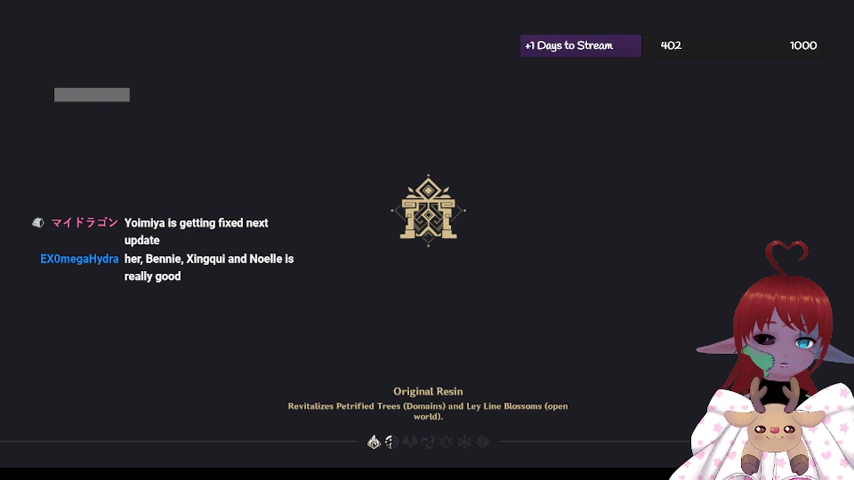 +1 Days to Stream 402 1000
マイドラゴン Yoimiya is getting fixed next
update
EX0megaHydra her, Bennie, Xingqui and Noelle is
really good
Original Resin
Revitalizes Petrified Trees (Domains) and Ley Line Blossoms (open
world).